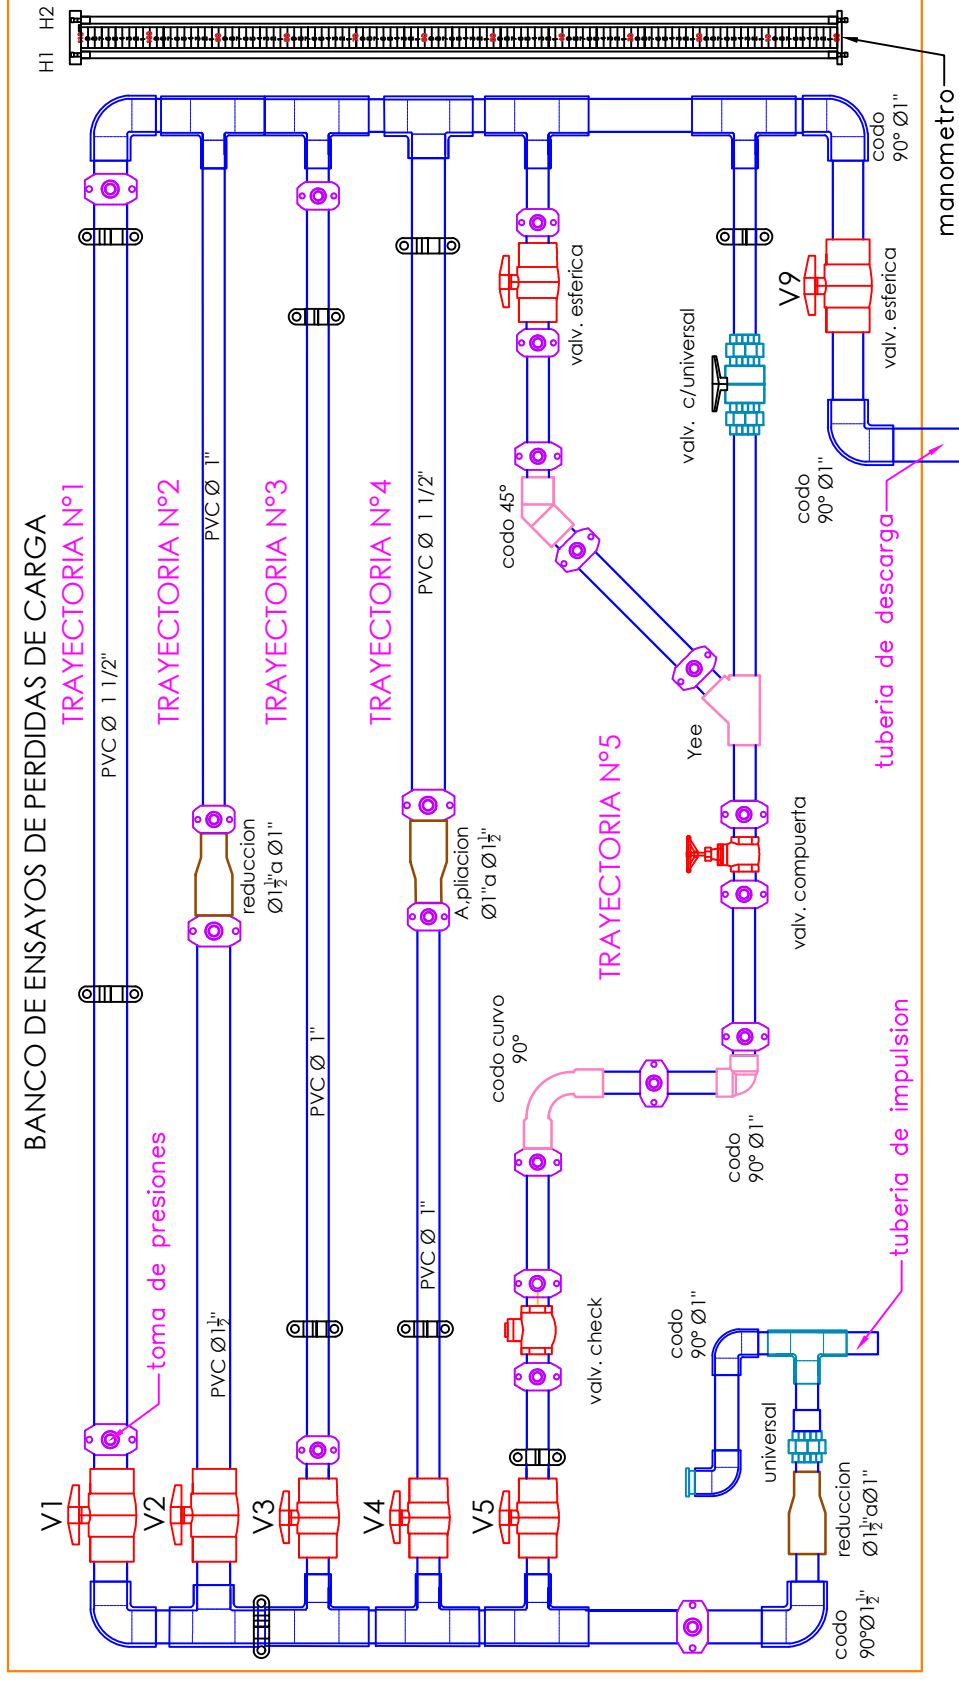 BANCO DE ENSAYOS DE PERDIDAS DE CARGA
H1
H2
manometro
TRAYECTORIA N°1
PVC Ø 1 1/2"
V1
toma de presiones
TRAYECTORIA N°2
PVC Ø 1"
reduccion
Ø1½"a Ø1"
PVC Ø1½"
V2
TRAYECTORIA N°3
PVC Ø 1"
V3
TRAYECTORIA N°4
PVC Ø 1 1/2"
A,pliacion
Ø1"a Ø1½"
PVC Ø 1"
V4
TRAYECTORIA N°5
V5
valv. check
codo curvo
90°
codo
90° Ø1"
valv. compuerta
Yee
codo 45°
valv. esferica
valv. c/universal
V9
valv. esferica
codo
90° Ø1"
codo
90° Ø1"
tuberia de descarga
tuberia de impulsion
codo
90° Ø1"
universal
reduccion
Ø1½"aØ1"
codo
90°Ø1½"